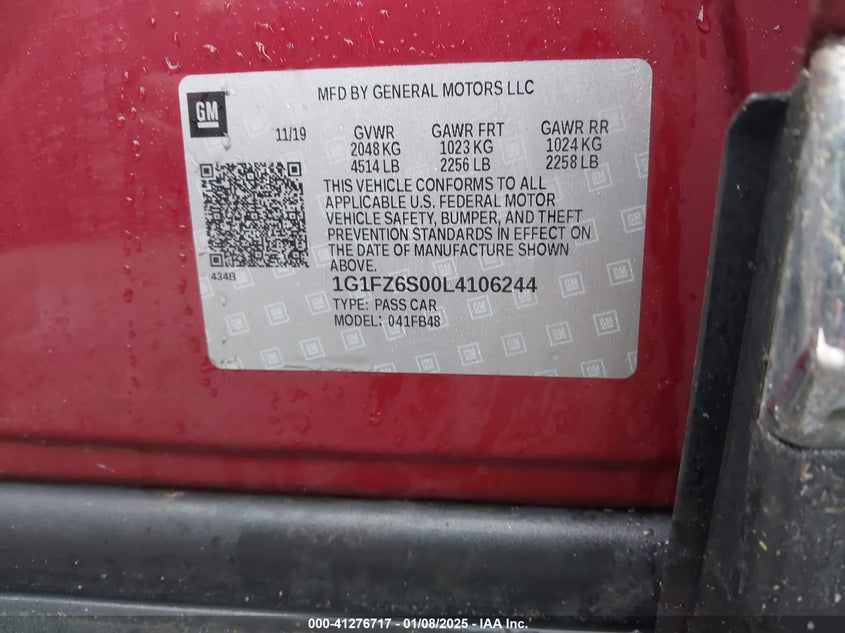 GM
MFD BY GENERAL MOTORS LLC
11/19 GVWR GAWR FRT GAWR RR
2048 KG 1023 KG 1024 KG
4514 LB 2256 LB 2258 LB
THIS VEHICLE CONFORMS TO ALL
APPLICABLE U.S. FEDERAL MOTOR
VEHICLE SAFETY, BUMPER, AND THEFT
PREVENTION STANDARDS IN EFFECT ON
THE DATE OF MANUFACTURE SHOWN
ABOVE.
434B
1G1FZ6S00L4106244
TYPE: PASS CAR
MODEL: 041FB48
000-41276717 - 01/08/2025 - IAA Inc.